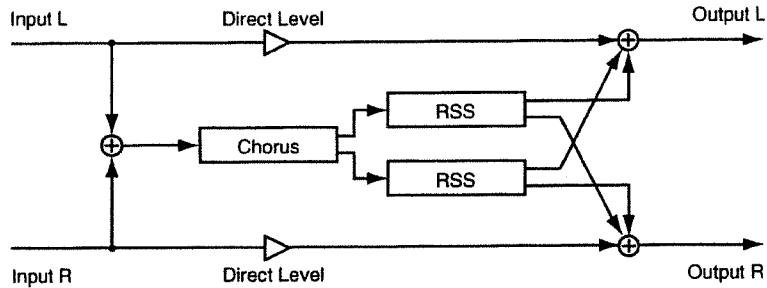 Input L
Direct Level
Output L
RSS
Chorus
RSS
Input R
Direct Level
Output R